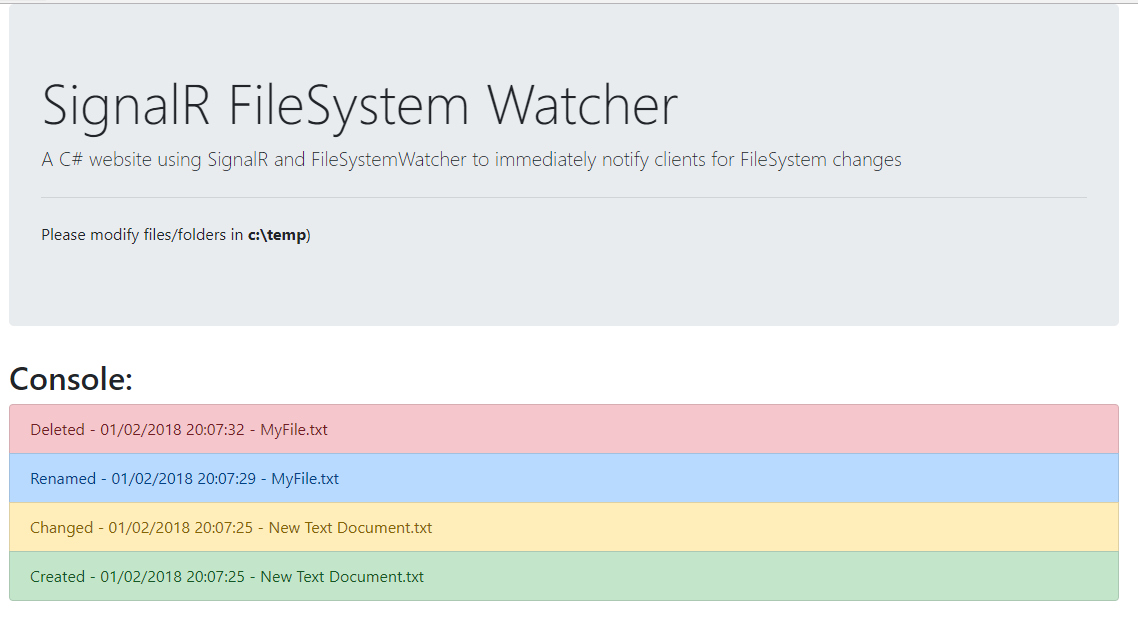 SignalR FileSystem Watcher
A C# website using SignalR and FileSystemWatcher to immediately notify clients for FileSystem changes
Please modify files/folders in c:\temp)
Console:
Deleted - 01/02/2018 20:07:32 - MyFile.txt
Renamed - 01/02/2018 20:07:29 - MyFile.txt
Changed - 01/02/2018 20:07:25 - New Text Document.txt
Created - 01/02/2018 20:07:25 - New Text Document.txt